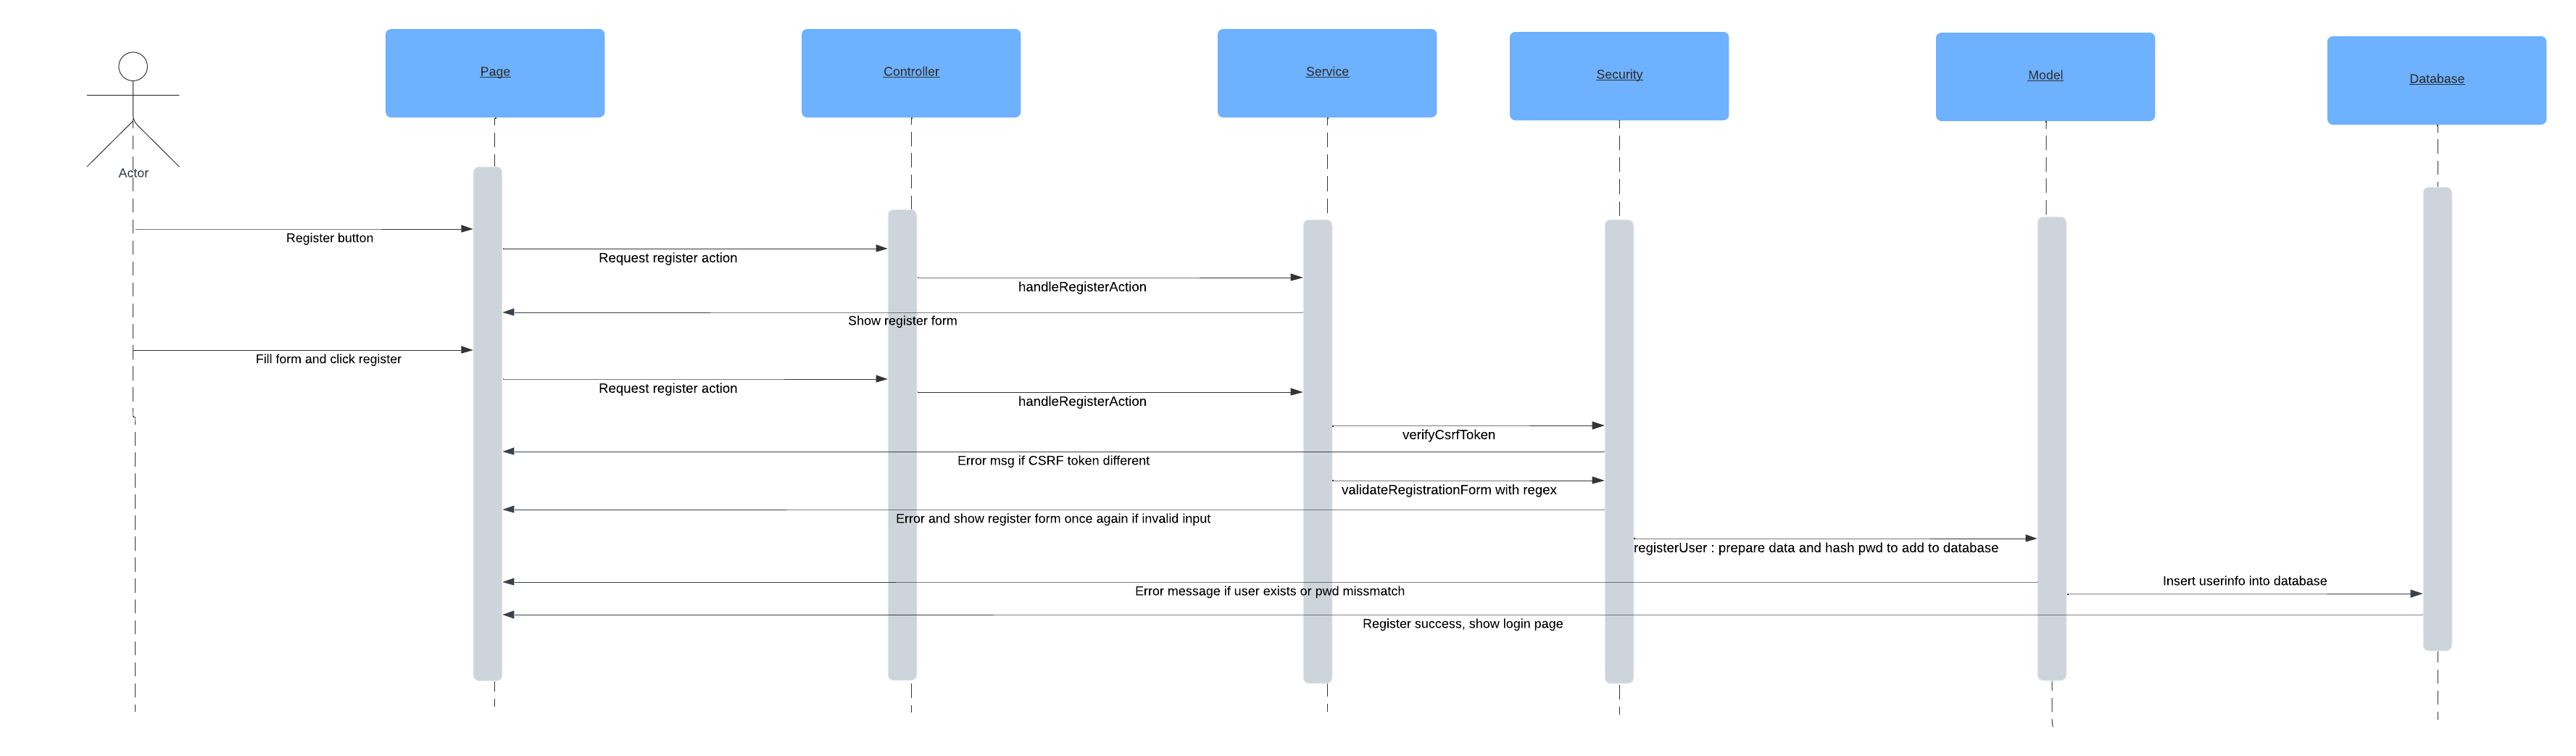 Page
Controller
Service
Security
Model
Database
Actor
Register button
Request register action
handleRegisterAction
Show register form
Fill form and click register
Request register action
handleRegisterAction
verifyCsrfToken
Error msg if CSRF token different
validateRegistrationForm with regex
Error and show register form once again if invalid input
registerUser : prepare data and hash pwd to add to database
Insert userinfo into database
Error message if user exists or pwd missmatch
Register success, show login page